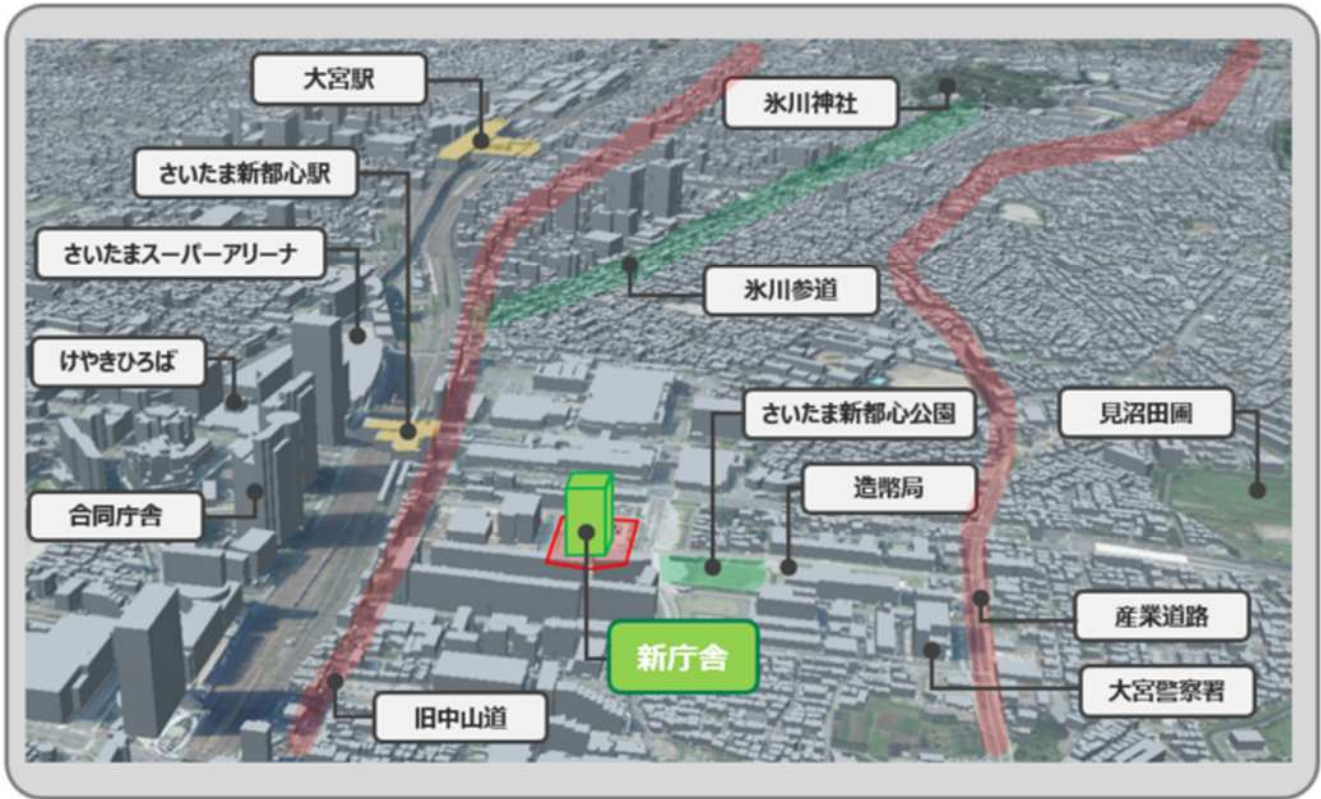 大宮駅
氷川神社
さいたま新都心駅
さいたまスーパーアリーナ
氷川参道
けやきひろば
さいたま新都心公園
見沼田圃
造幣局
合同庁舎
産業道路
新庁舎
大宮警察署
旧中山道